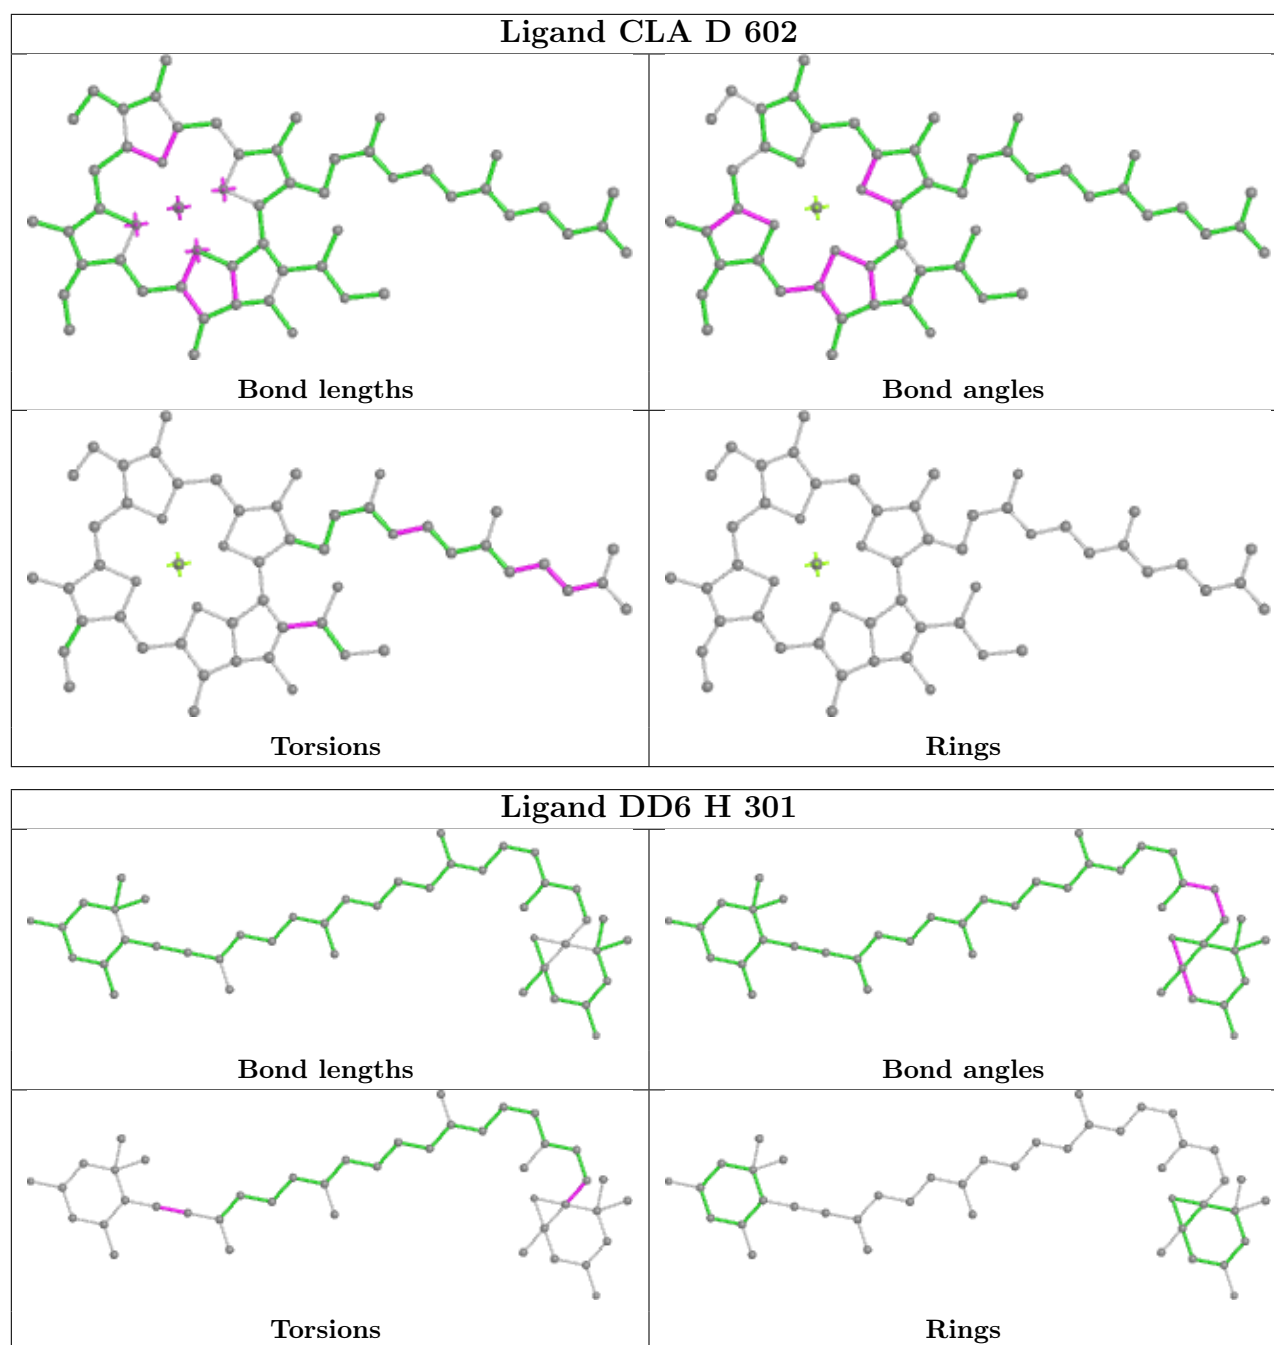 Ligand CLA D 602
Bond lengths
Bond angles
Torsions
Rings
Ligand DD6 H 301
Bond lengths
Bond angles
Torsions
Rings